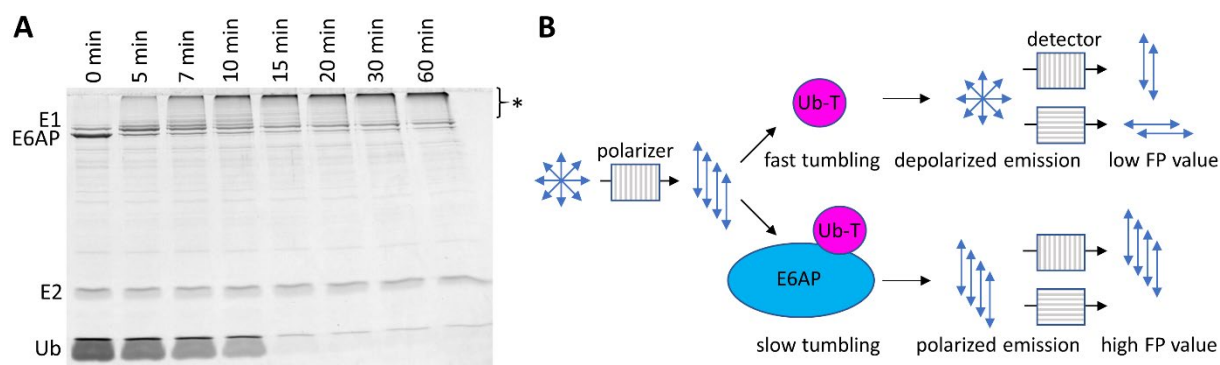 A
0 min
5 min
7 min
10 min
15 min
20 min
30 min
60 min
E1
E6AP
E2
Ub
*
B
polarizer
Ub-T
fast tumbling
depolarized emission
detector
low FP value
Ub-T
E6AP
slow tumbling
polarized emission
high FP value